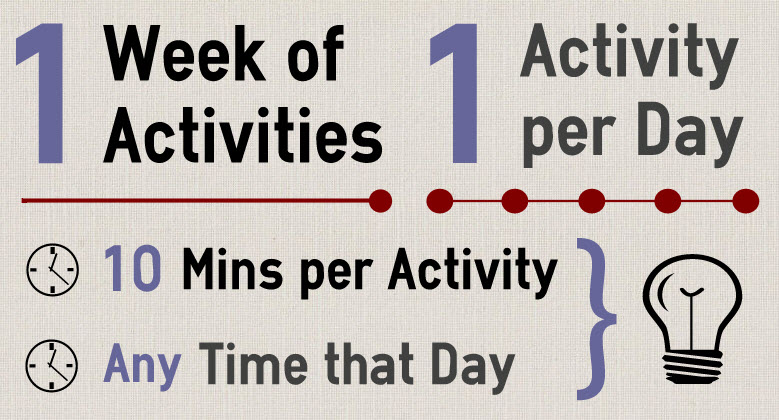 1 Week of
Activities
1 Activity
per Day
10 Mins per Activity
Any Time that Day